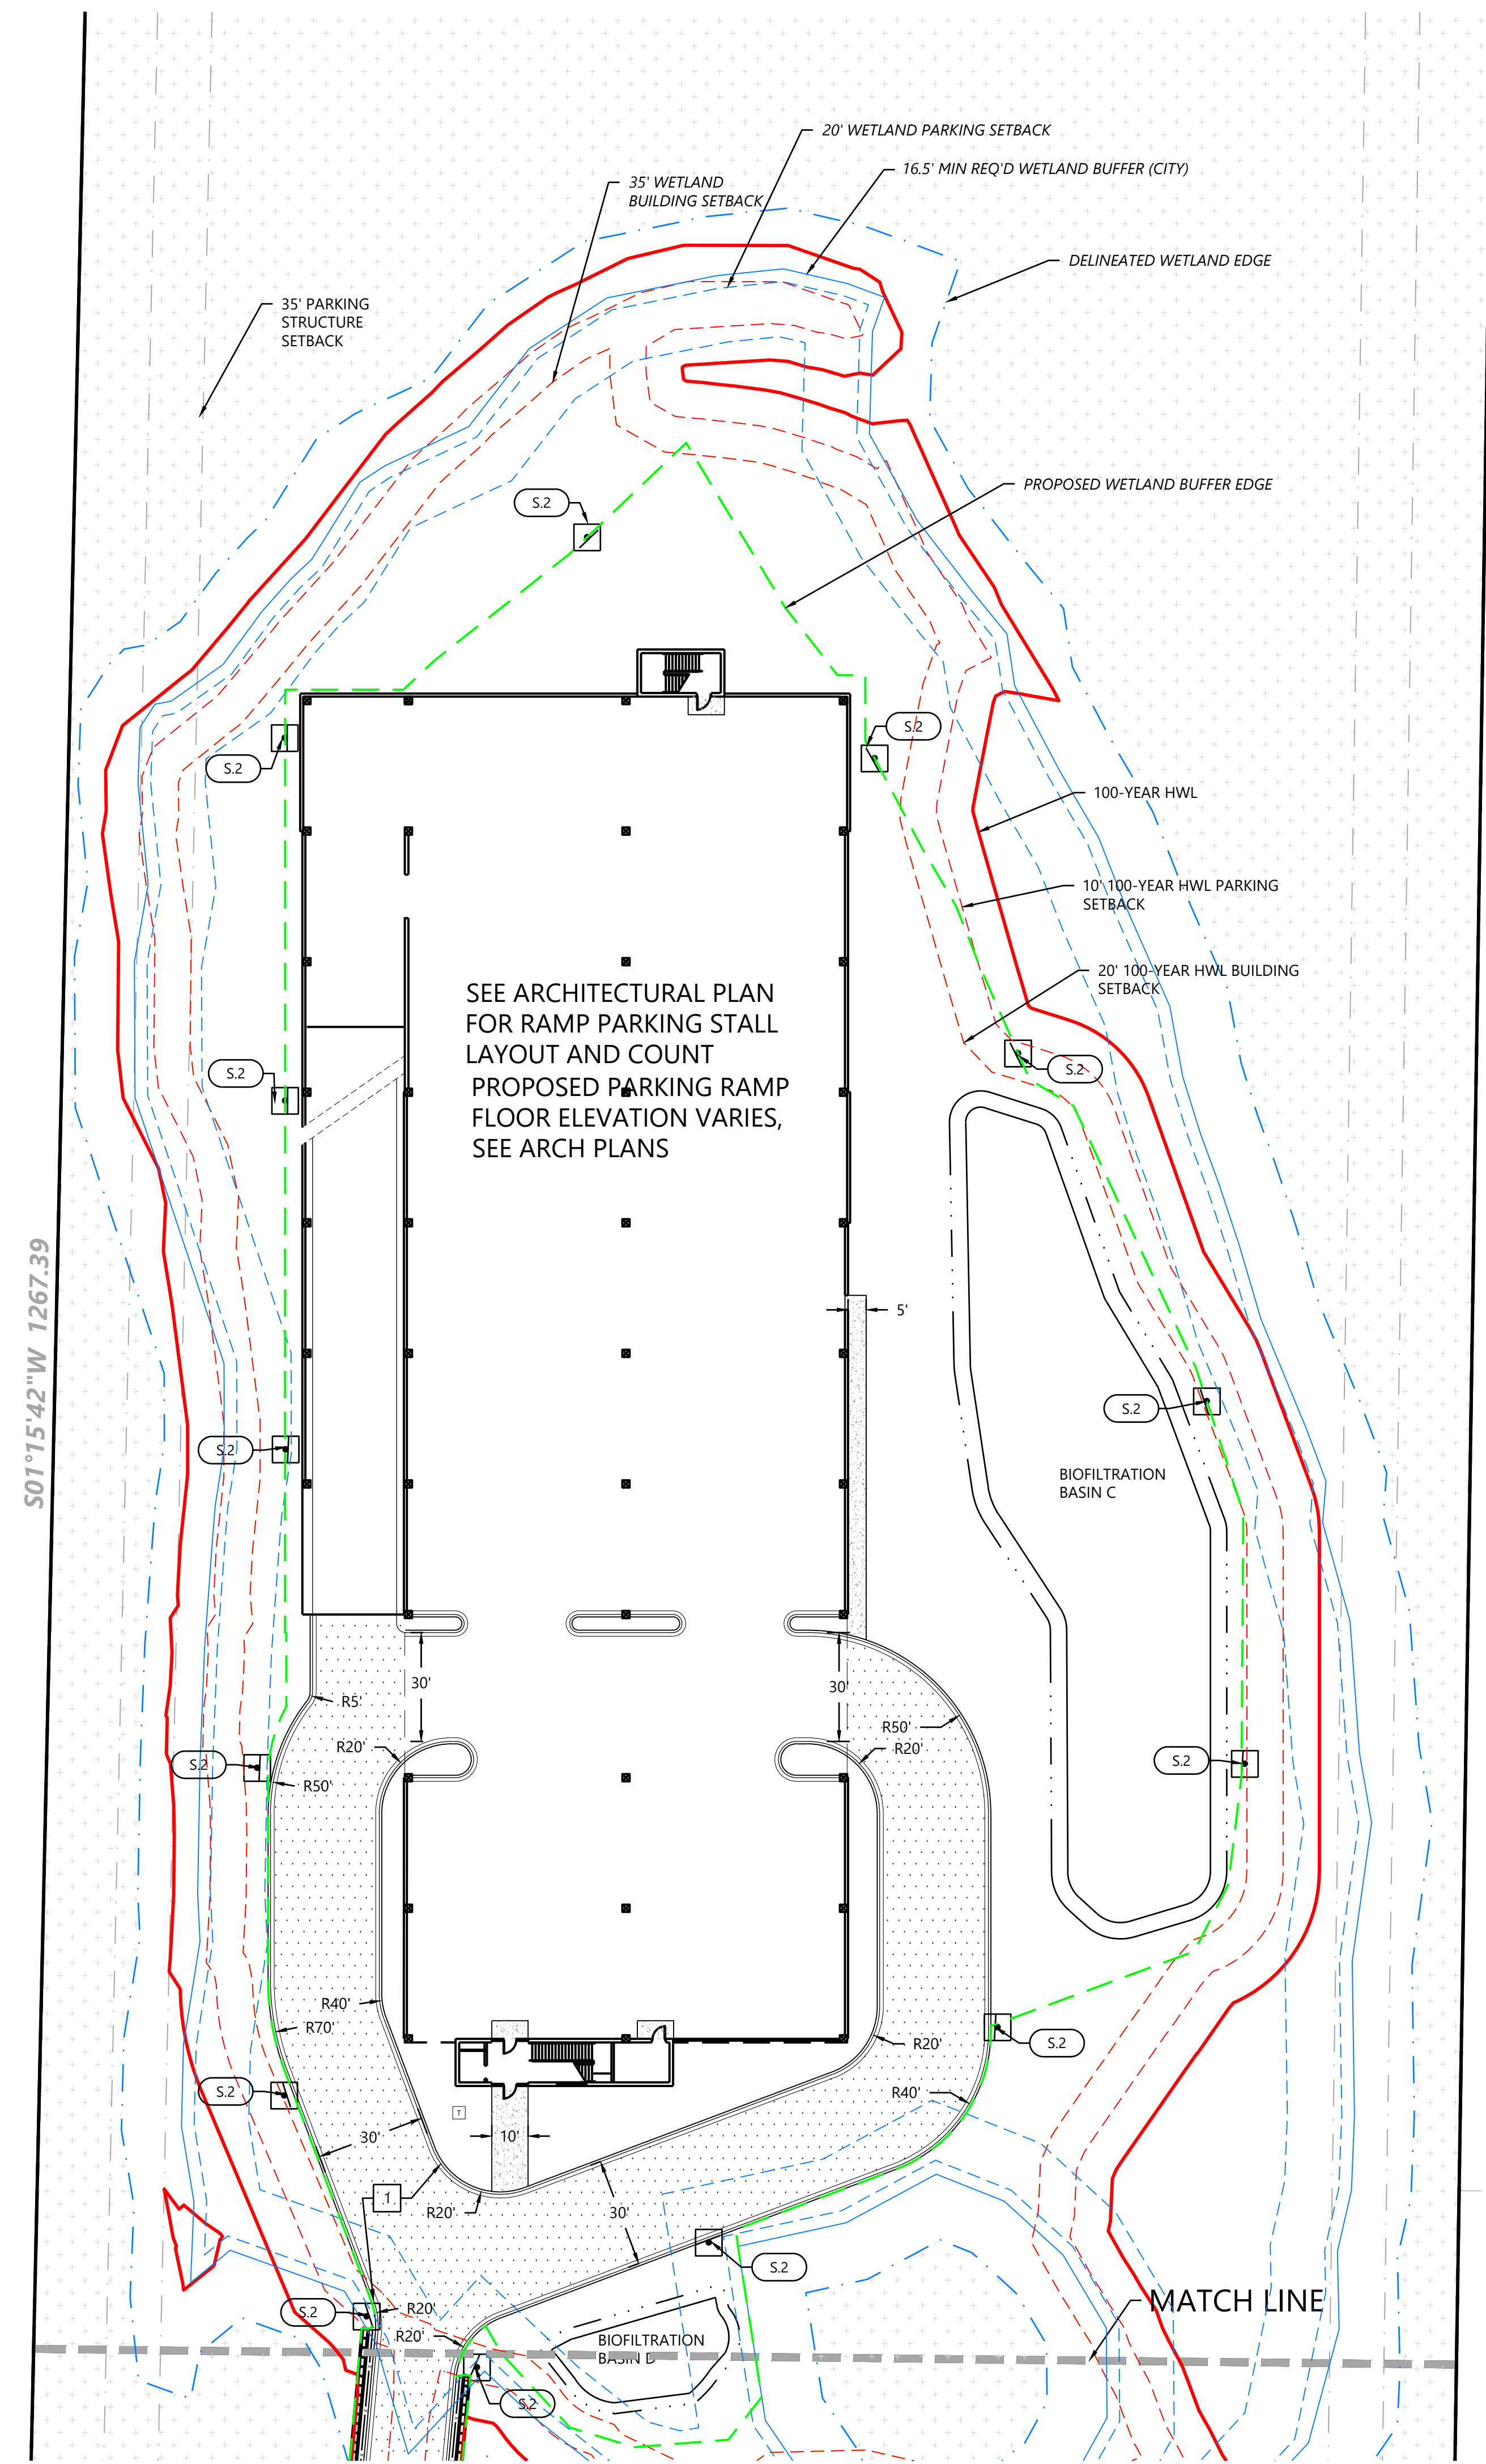 20' WETLAND PARKING SETBACK
16.5' MIN REQ'D WETLAND BUFFER (CITY)
35' WETLAND
BUILDING SETBACK
DELINEATED WETLAND EDGE
35' PARKING
STRUCTURE
SETBACK
PROPOSED WETLAND BUFFER EDGE
S.2
S.2
S.2
100-YEAR HWL
10' 100-YEAR HWL PARKING
SETBACK
20' 100-YEAR HWL BUILDING
SETBACK
SEE ARCHITECTURAL PLAN
FOR RAMP PARKING STALL
LAYOUT AND COUNT
PROPOSED PARKING RAMP
FLOOR ELEVATION VARIES,
SEE ARCH PLANS
S.2
S.2
5'
S01°15'42"W 1267.39
S.2
S.2
BIOFILTRATION
BASIN C
30'
30'
R5'
R50'
R20'
R20'
S.2
S.2
R50'
R40'
R70'
R20'
S.2
S.2
R40'
30'
10'
T
1
R20'
30'
S.2
S.2
R20'
MATCH LINE
R20'
BIOFILTRATION
BASIN D
S.2